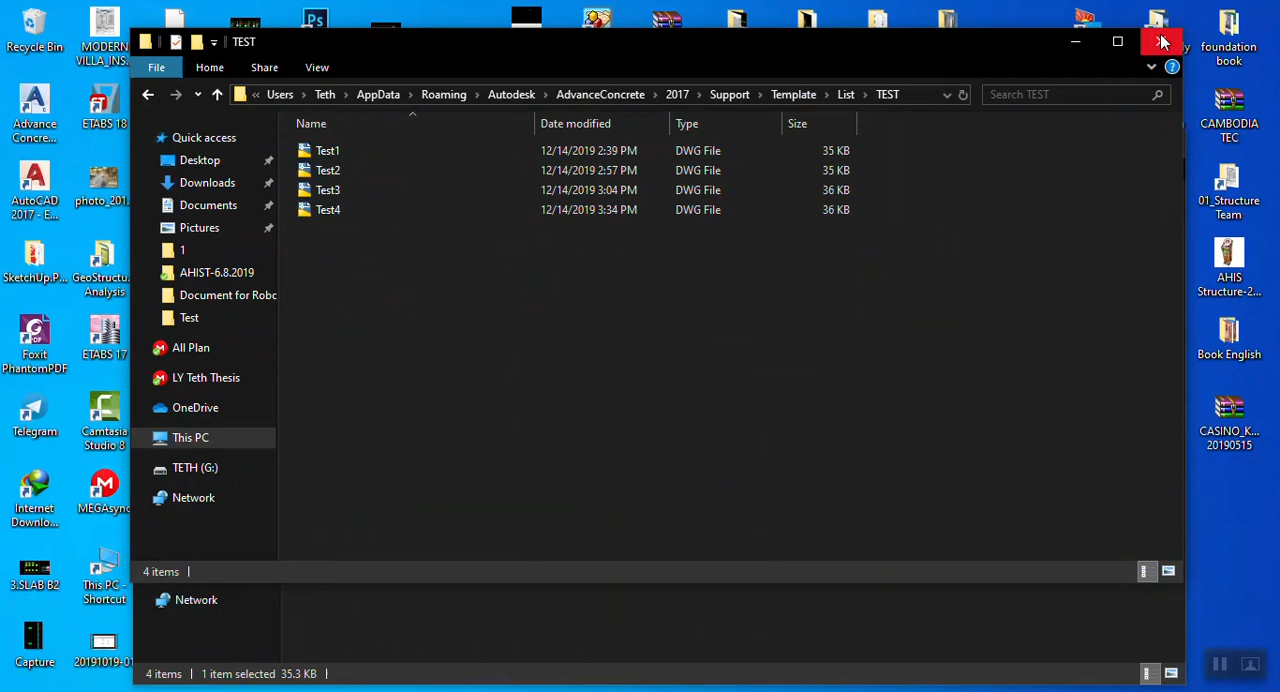 TEST
File
Home
Share
View
« Users › Teth › AppData › Roaming › Autodesk › AdvanceConcrete › 2017 › Support › Template › List › TEST
Search TEST
Name
Date modified
Type
Size
Test1 12/14/2019 2:39 PM DWG File 35 KB
Test2 12/14/2019 2:57 PM DWG File 35 KB
Test3 12/14/2019 3:04 PM DWG File 36 KB
Test4 12/14/2019 3:34 PM DWG File 36 KB
Quick access
Desktop
Downloads
Documents
Pictures
1
AHIST-6.8.2019
Document for Robo
Test
All Plan
LY Teth Thesis
OneDrive
This PC
TETH (G:)
Network
4 items
Network
4 items
1 item selected 35.3 KB
Recycle Bin
MODERN
VILLA_INS...
Ps
Advance
Concre...
ETABS 18
AutoCAD
2017 - E...
photo_201...
SketchUp.P...
GeoStructu...
Analysis
Foxit
PhantomPDF
ETABS 17
Telegram
Camtasia
Studio 8
Internet
Downlo...
MEGAsync
3.SLAB B2
This PC -
Shortcut
Capture
20191019-01
foundation
book
CAMBODIA
TEC
01_Structure
Team
AHIS
Structure-2...
Book English
CASINO_K...
20190515